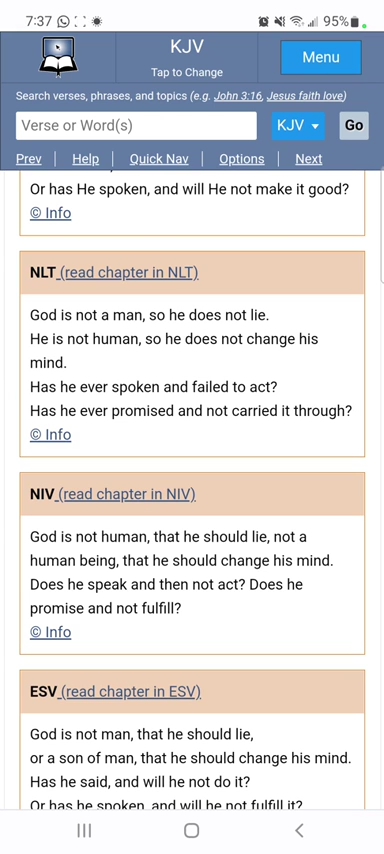 7:37 95%
KJV
Tap to Change
Menu
Search verses, phrases, and topics (e.g. John 3:16, Jesus faith love)
Verse or Word(s) KJV Go
Prev | Help | Quick Nav | Options | Next
Or has He spoken, and will He not make it good?
© Info
NLT (read chapter in NLT)
God is not a man, so he does not lie.
He is not human, so he does not change his
mind.
Has he ever spoken and failed to act?
Has he ever promised and not carried it through?
© Info
NIV (read chapter in NIV)
God is not human, that he should lie, not a
human being, that he should change his mind.
Does he speak and then not act? Does he
promise and not fulfill?
© Info
ESV (read chapter in ESV)
God is not man, that he should lie,
or a son of man, that he should change his mind.
Has he said, and will he not do it?
Or has he spoken, and will he not fulfill it?